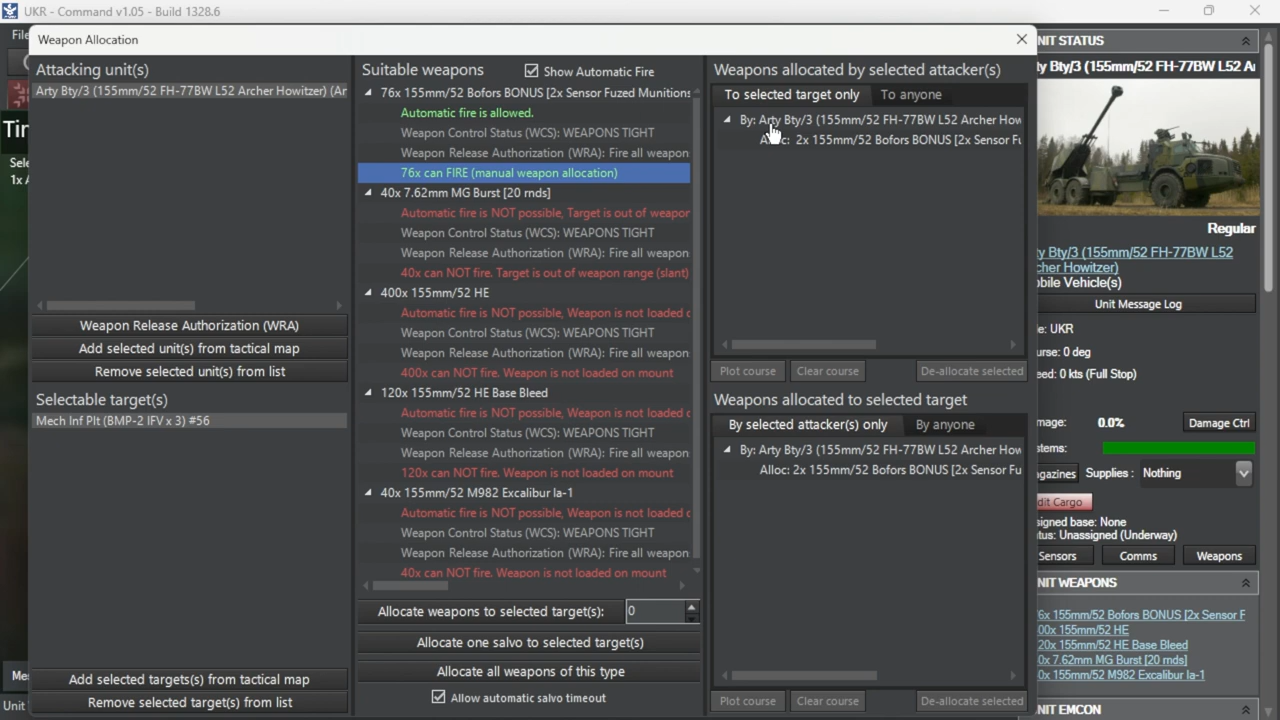 UKR - Command v1.05 - Build 1328.6
File
Weapon Allocation
Attacking unit(s)
Arty Bty/3 (155mm/52 FH-77BW L52 Archer Howitzer) (Ar
Weapon Release Authorization (WRA)
Add selected unit(s) from tactical map
Remove selected unit(s) from list
Selectable target(s)
Mech Inf Plt (BMP-2 IFV x 3) #56
Add selected targets(s) from tactical map
Remove selected target(s) from list
Suitable weapons
Show Automatic Fire
76x 155mm/52 Bofors BONUS [2x Sensor Fuzed Munitions
Automatic fire is allowed.
Weapon Control Status (WCS): WEAPONS TIGHT
Weapon Release Authorization (WRA): Fire all weapon
76x can FIRE (manual weapon allocation)
40x 7.62mm MG Burst [20 rnds]
Automatic fire is NOT possible, Target is out of weapor
Weapon Control Status (WCS): WEAPONS TIGHT
Weapon Release Authorization (WRA): Fire all weapon
40x can NOT fire. Target is out of weapon range (slant)
400x 155mm/52 HE
Automatic fire is NOT possible, Weapon is not loaded c
Weapon Control Status (WCS): WEAPONS TIGHT
Weapon Release Authorization (WRA): Fire all weapon
400x can NOT fire. Weapon is not loaded on mount
120x 155mm/52 HE Base Bleed
Automatic fire is NOT possible, Weapon is not loaded c
Weapon Control Status (WCS): WEAPONS TIGHT
Weapon Release Authorization (WRA): Fire all weapon
120x can NOT fire. Weapon is not loaded on mount
40x 155mm/52 M982 Excalibur Ia-1
Automatic fire is NOT possible, Weapon is not loaded c
Weapon Control Status (WCS): WEAPONS TIGHT
Weapon Release Authorization (WRA): Fire all weapon
40x can NOT fire. Weapon is not loaded on mount
Allocate weapons to selected target(s): 0
Allocate one salvo to selected target(s)
Allocate all weapons of this type
Allow automatic salvo timeout
Weapons allocated by selected attacker(s)
To selected target only To anyone
By: Arty Bty/3 (155mm/52 FH-77BW L52 Archer How
2x 155mm/52 Bofors BONUS [2x Sensor Fu
Plot course Clear course De-allocate selected
Weapons allocated to selected target
By selected attacker(s) only By anyone
By: Arty Bty/3 (155mm/52 FH-77BW L52 Archer How
Alloc: 2x 155mm/52 Bofors BONUS [2x Sensor Fu
Plot course Clear course De-allocate selected
NIT STATUS
ty Bty/3 (155mm/52 FH-77BW L52 A
Regular
ty Bty/3 (155mm/52 FH-77BW L52
cher Howitzer)
bile Vehicle(s)
Unit Message Log
e: UKR
urse: 0 deg
eed: 0 kts (Full Stop)
mage: 0.0% Damage Ctrl
stems:
gazines Supplies : Nothing
dit Cargo
signed base: None
tus: Unassigned (Underway)
Sensors Comms Weapons
NIT WEAPONS
6x 155mm/52 Bofors BONUS [2x Sensor F
00x 155mm/52 HE
20x 155mm/52 HE Base Bleed
0x 7.62mm MG Burst [20 rnds]
0x 155mm/52 M982 Excalibur Ia-1
NIT EMCON